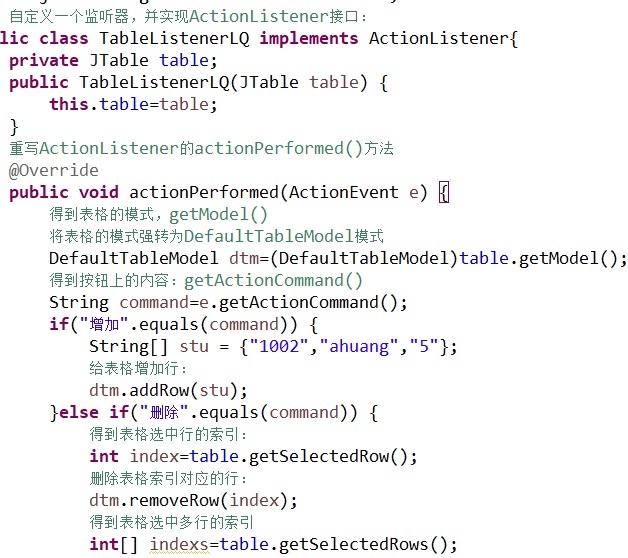 自定义一个监听器，并实现ActionListener接口：
lic class TableListenerLQ implements ActionListener{
private JTable table;
public TableListenerLQ(JTable table) {
this.table=table;
}
重写ActionListener的actionPerformed()方法
@Override
public void actionPerformed(ActionEvent e) {
得到表格的模式，getModel()
将表格的模式强转为DefaultTableModel模式
DefaultTableModel dtm=(DefaultTableModel)table.getModel();
得到按钮上的内容：getActionCommand()
String command=e.getActionCommand();
if("增加".equals(command)) {
String[] stu = {"1002","ahuang","5"};
给表格增加行：
dtm.addRow(stu);
}else if("删除".equals(command)) {
得到表格选中行的索引：
int index=table.getSelectedRow();
删除表格索引对应的行：
dtm.removeRow(index);
得到表格选中多行的索引
int[] indexs=table.getSelectedRows();